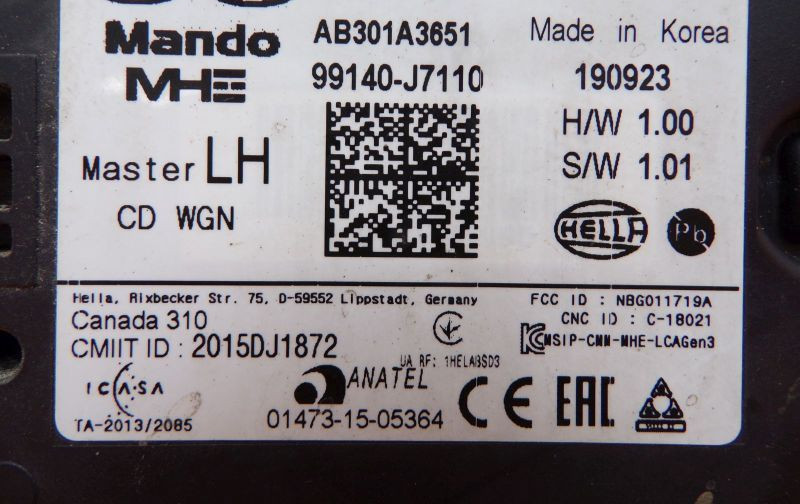 Mando
AB301A3651
Made in Korea
MHE
99140-J7110
190923
H/W 1.00
Master LH
S/W 1.01
CD WGN
HELLA
Pb
Hella, Rixbecker Str. 75, D-59552 Lippstadt, Germany
FCC ID : NBG011719A
Canada 310
CNC ID : C-18021
CMIIT ID : 2015DJ1872
MSIP-CMM-MHE-LCAGen3
UA RF: 1HELABSD3
ICASA
ANATEL
CE
EAC
TA-2013/2085
01473-15-05364